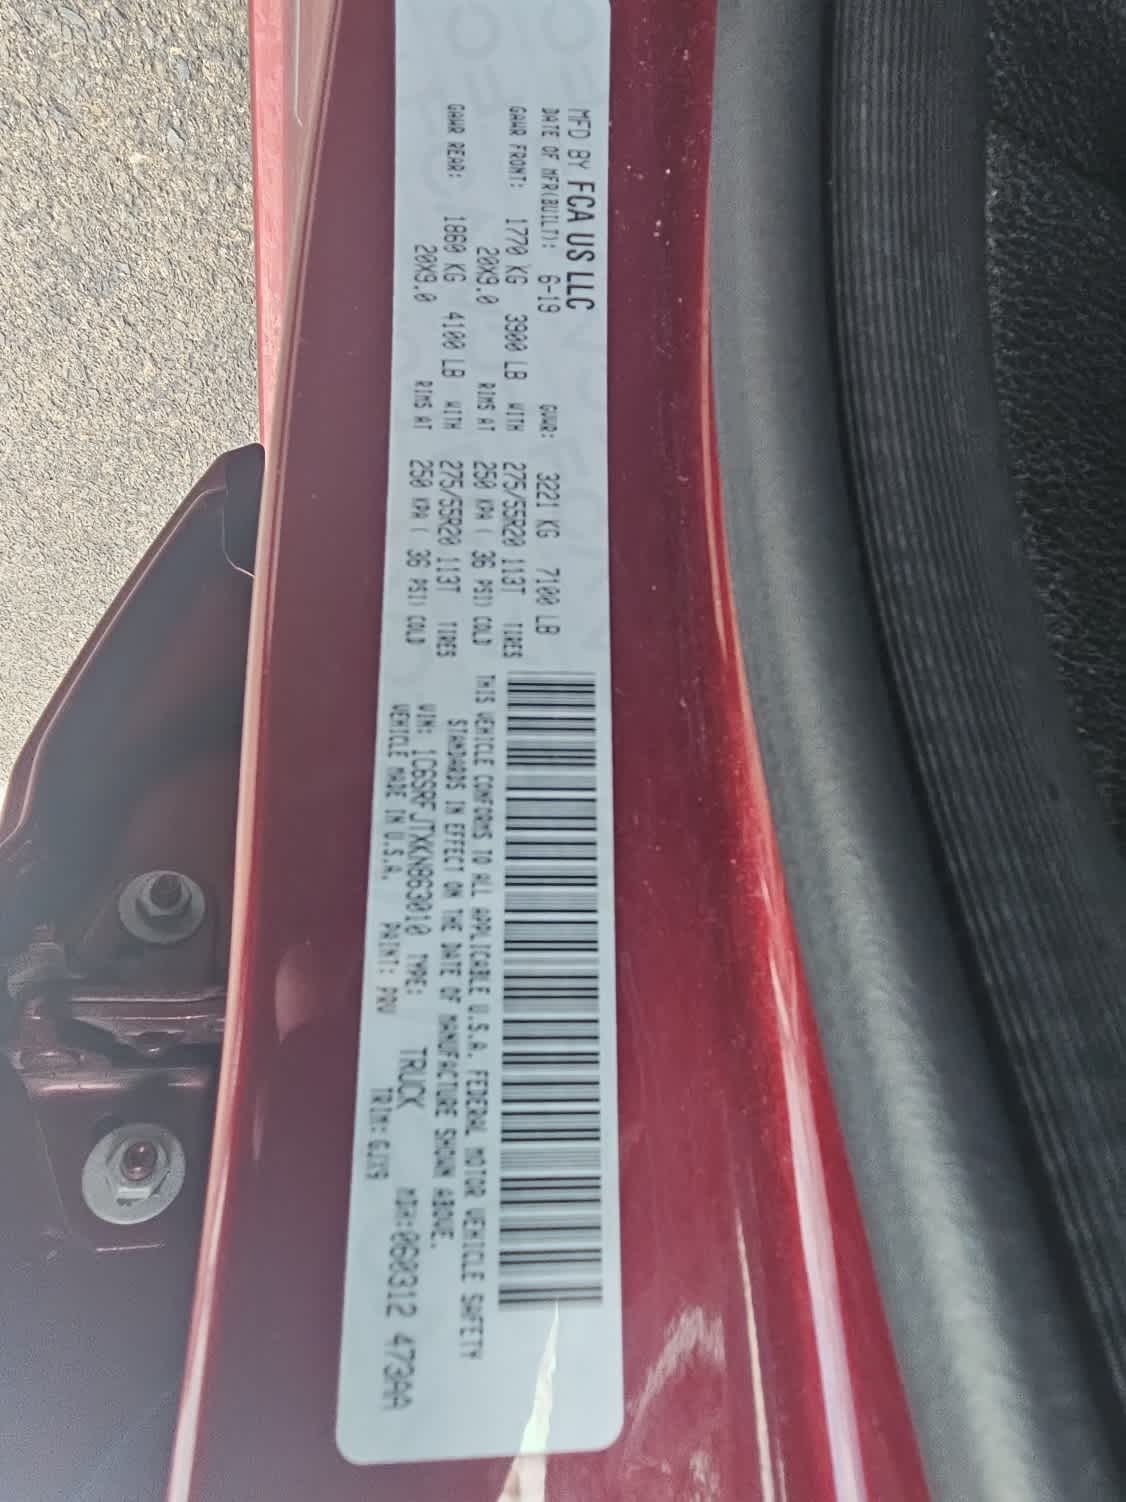 MFD BY FCA US LLC
DATE OF MFR(BUILT): 6-19 GVWR: 3221 KG 7100 LB
GAWR FRONT: 1770 KG 3900 LB WITH 275/55R20 113T TIRES
20X9.0 RIMS AT 250 KPA ( 36 PSI) COLD
GAWR REAR: 1860 KG 4100 LB WITH 275/55R20 113T TIRES
20X9.0 RIMS AT 250 KPA ( 36 PSI) COLD
THIS VEHICLE CONFORMS TO ALL APPLICABLE U.S.A. FEDERAL MOTOR VEHICLE SAFETY
STANDARDS IN EFFECT ON THE DATE OF MANUFACTURE SHOWN ABOVE.
VIN: 1C6SRFJTXKN863010 TYPE: TRUCK MDH:060312 473AA
VEHICLE MADE IN U.S.A. PAINT: PRV TRIM: GJX9